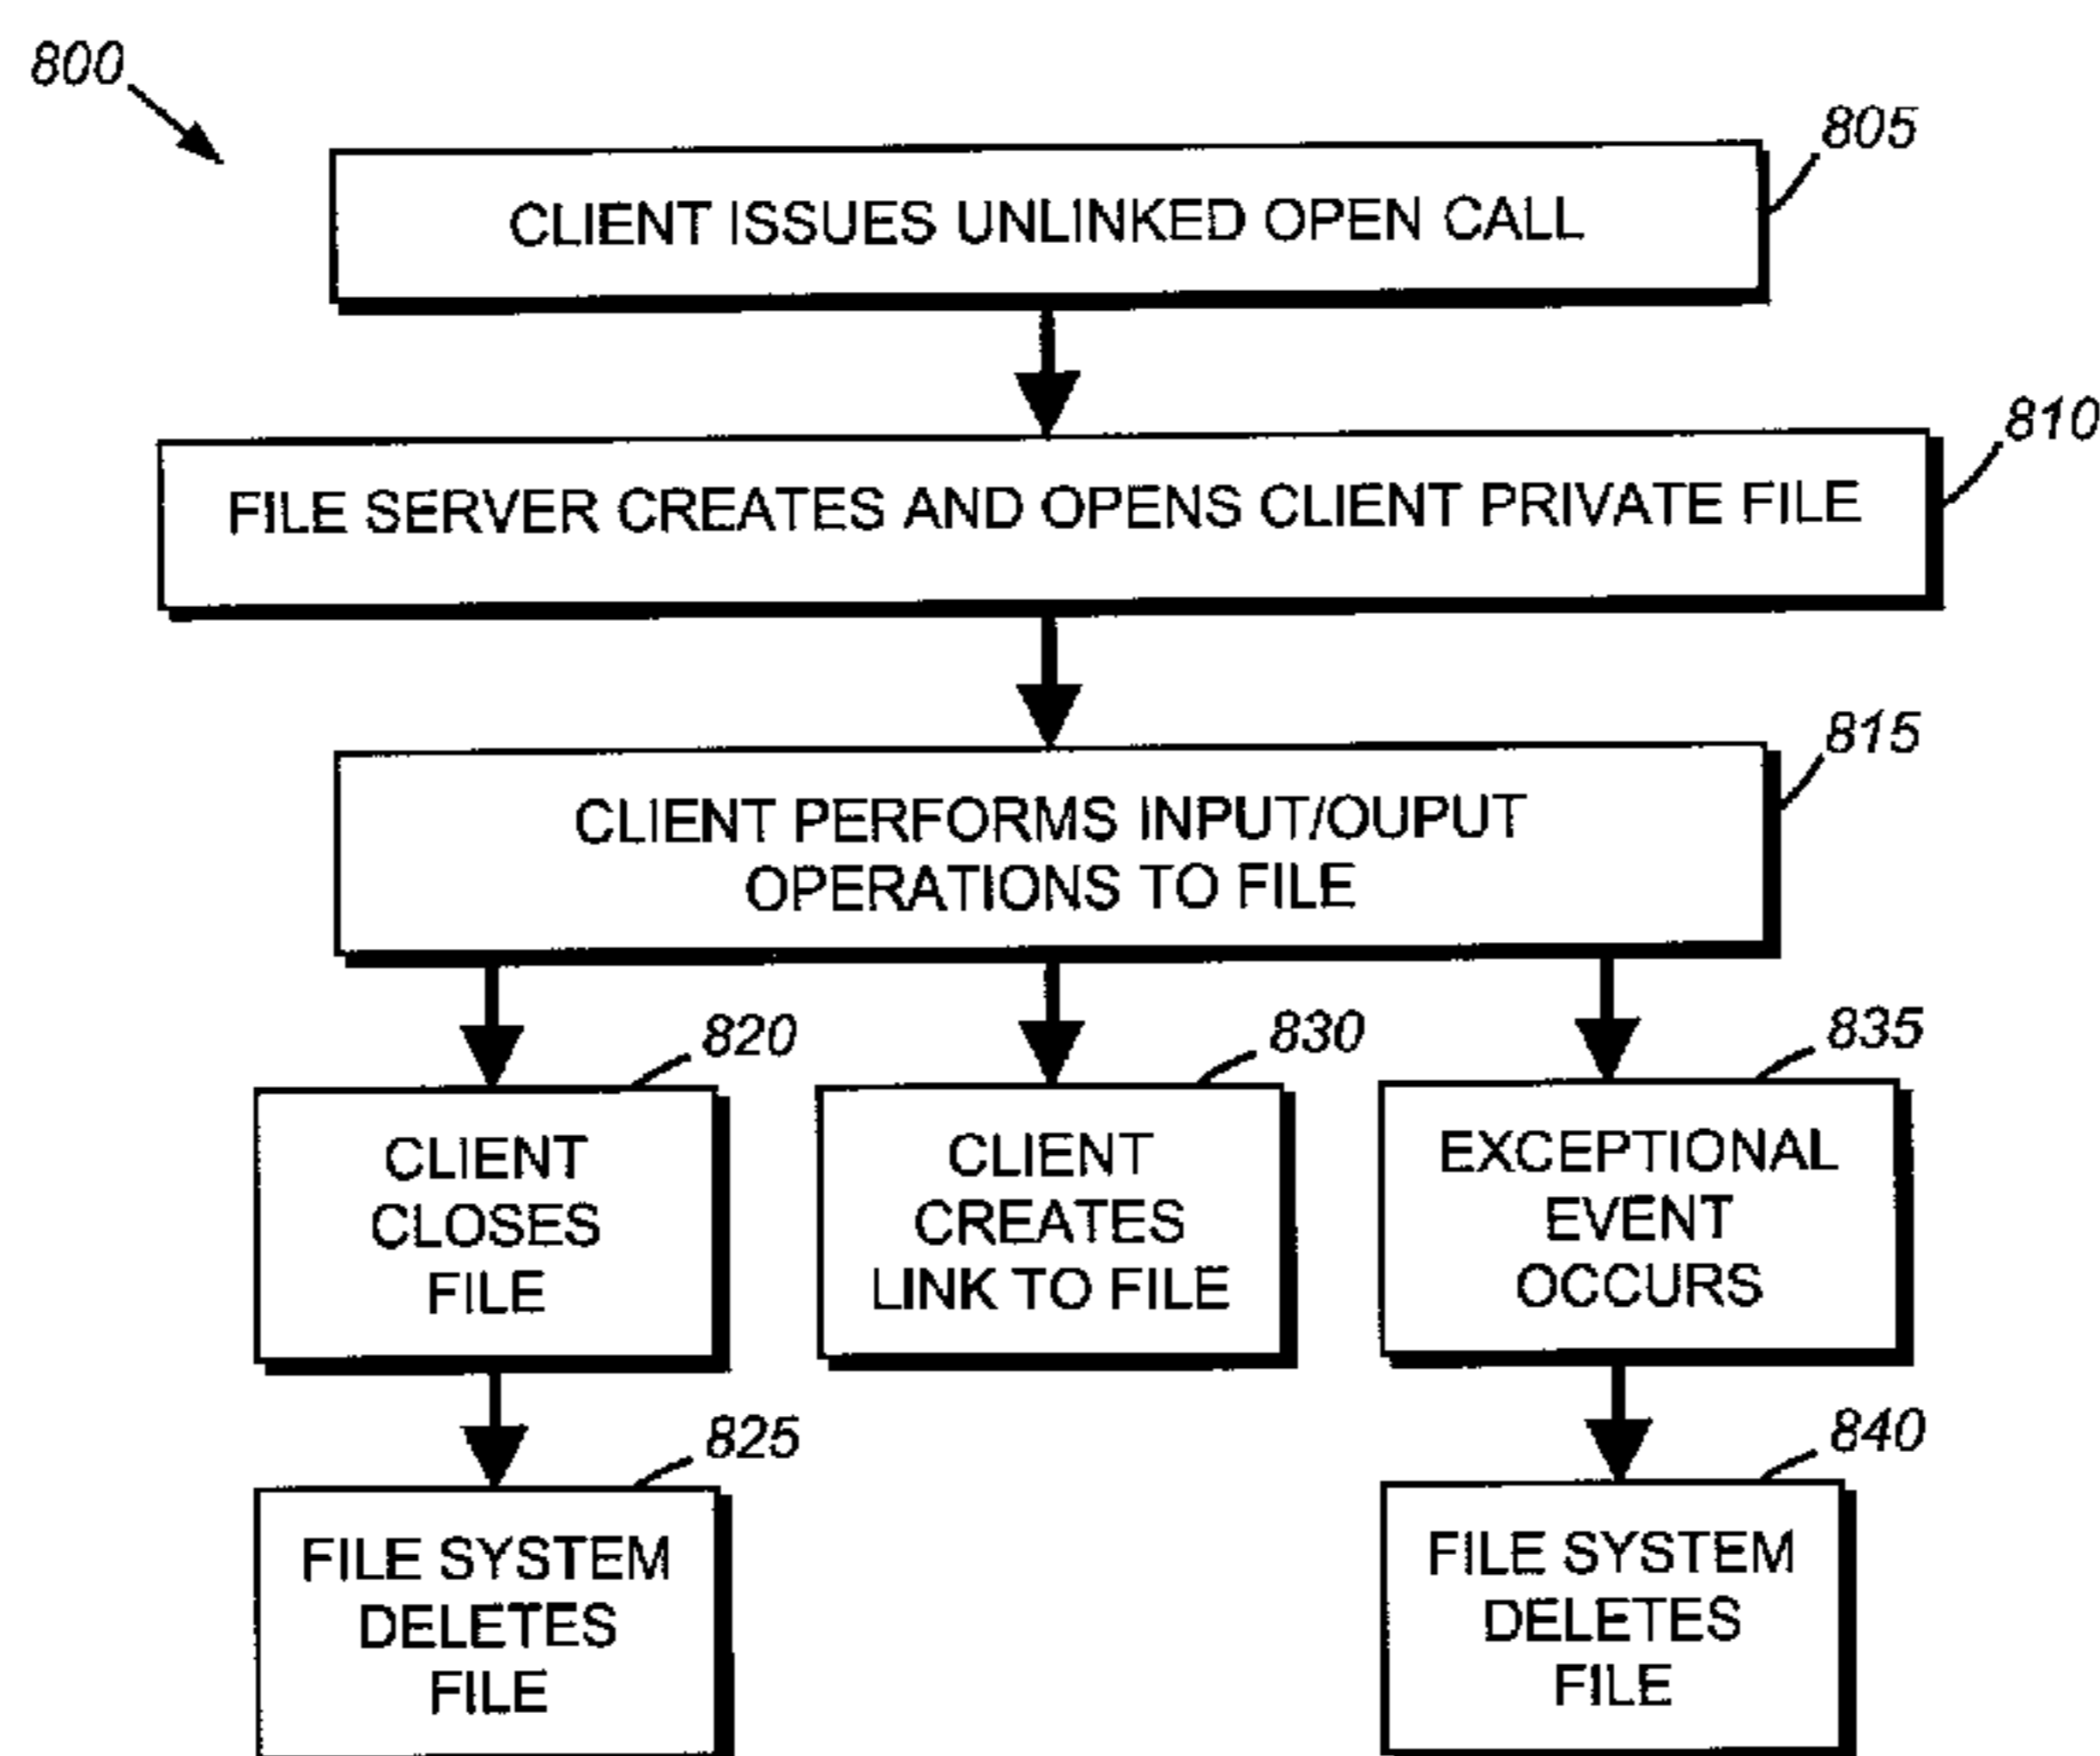 800
805
CLIENT ISSUES UNLINKED OPEN CALL
810
FILE SERVER CREATES AND OPENS CLIENT PRIVATE FILE
815
CLIENT PERFORMS INPUT/OUPUT
OPERATIONS TO FILE
820
CLIENT
CLOSES
FILE
830
CLIENT
CREATES
LINK TO FILE
835
EXCEPTIONAL
EVENT
OCCURS
825
FILE SYSTEM
DELETES
FILE
840
FILE SYSTEM
DELETES
FILE